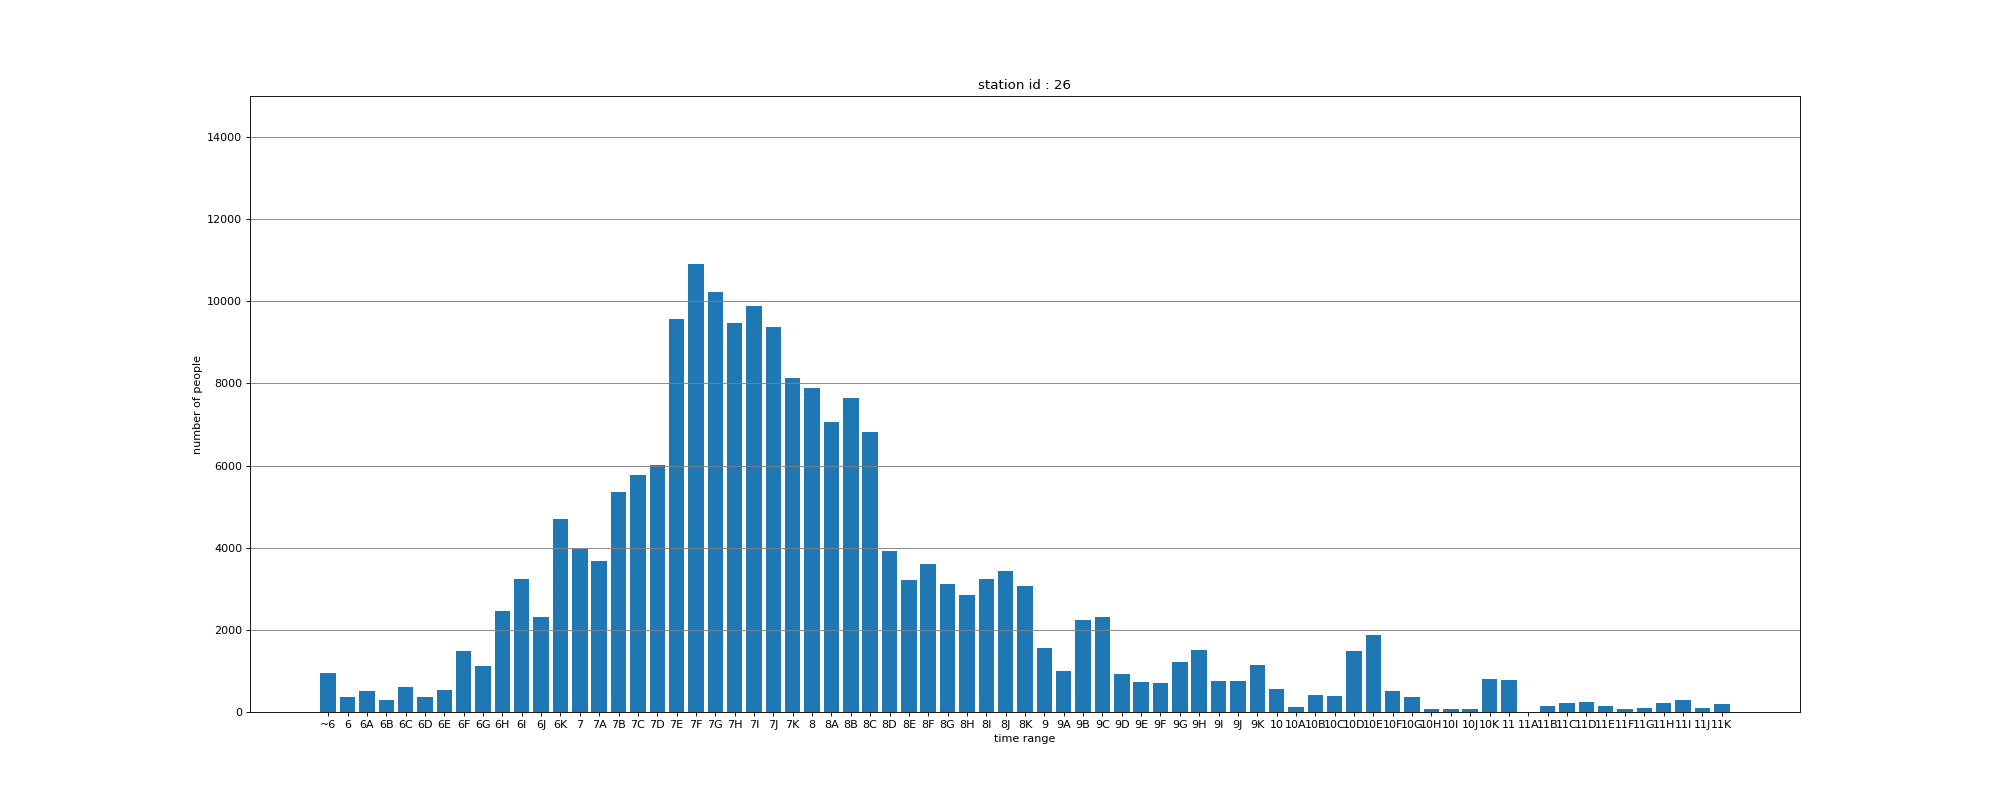 station id : 26
14000
12000
10000
8000
6000
4000
2000
0
number of people
~6 6 6A 6B 6C 6D 6E 6F 6G 6H 6I 6J 6K 7 7A 7B 7C 7D 7E 7F 7G 7H 7I 7J 7K 8 8A 8B 8C 8D 8E 8F 8G 8H 8I 8J 8K 9 9A 9B 9C 9D 9E 9F 9G 9H 9I 9J 9K 10 10A 10B 10C 10D 10E 10F 10G 10H 10I 10J 10K 11 11A 11B 11C 11D 11E 11F 11G 11H 11I 11J 11K
time range